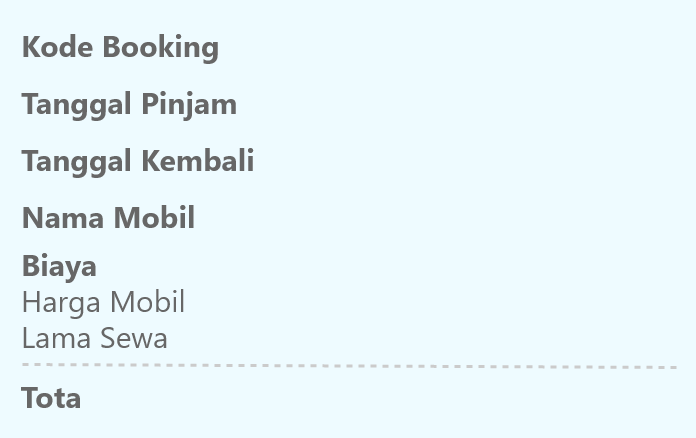 Kode Booking
Tanggal Pinjam
Tanggal Kembali
Nama Mobil
Biaya
Harga Mobil
Lama Sewa
Tota